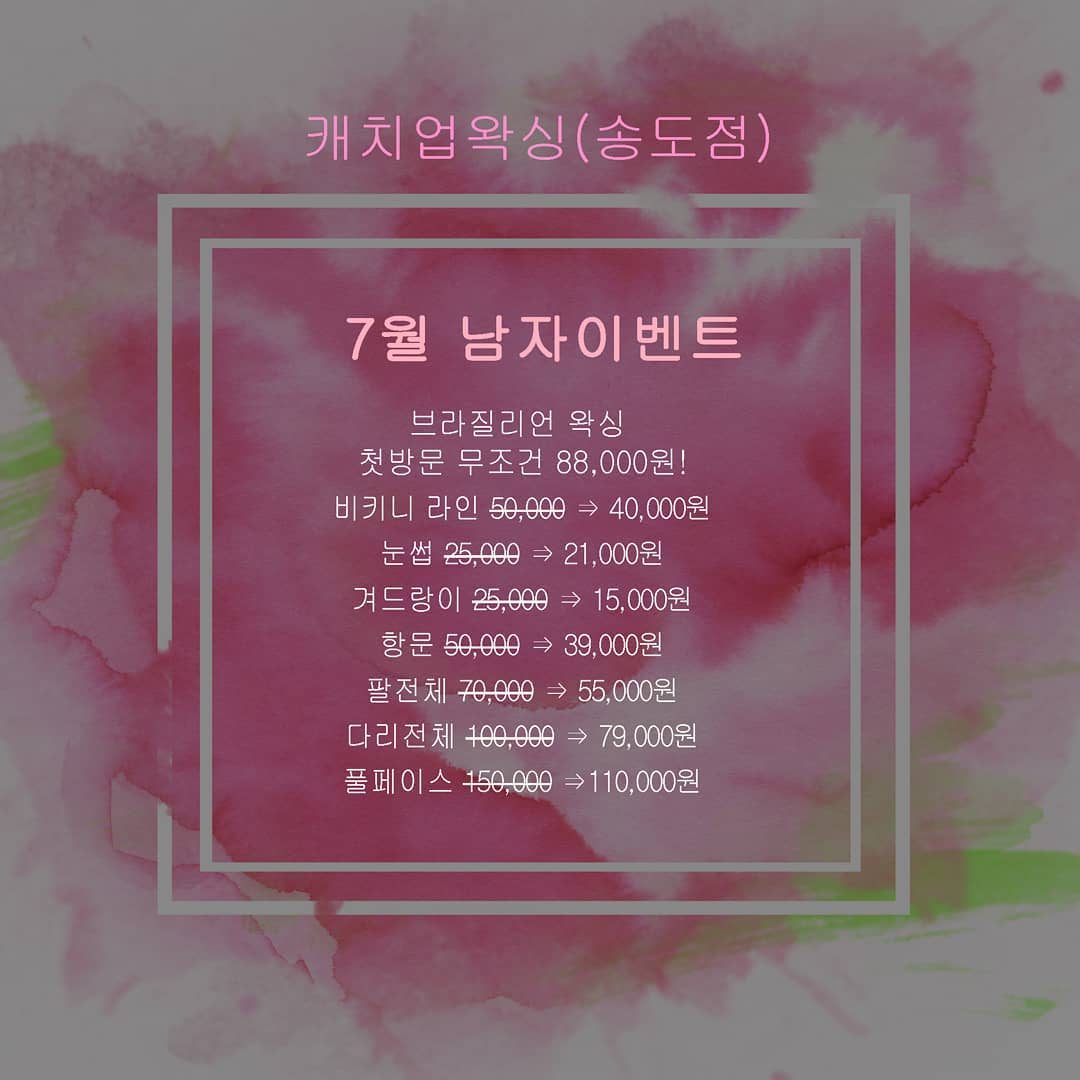 캐치업왁싱(송도점)
7월 남자이벤트
브라질리언 왁싱
첫방문 무조건 88,000원!
비키니 라인 50,000 ⇒ 40,000원
눈썹 25,000 ⇒ 21,000원
겨드랑이 25,000 ⇒ 15,000원
항문 50,000 ⇒ 39,000원
팔전체 70,000 ⇒ 55,000원
다리전체 100,000 ⇒ 79,000원
풀페이스 150,000 ⇒110,000원